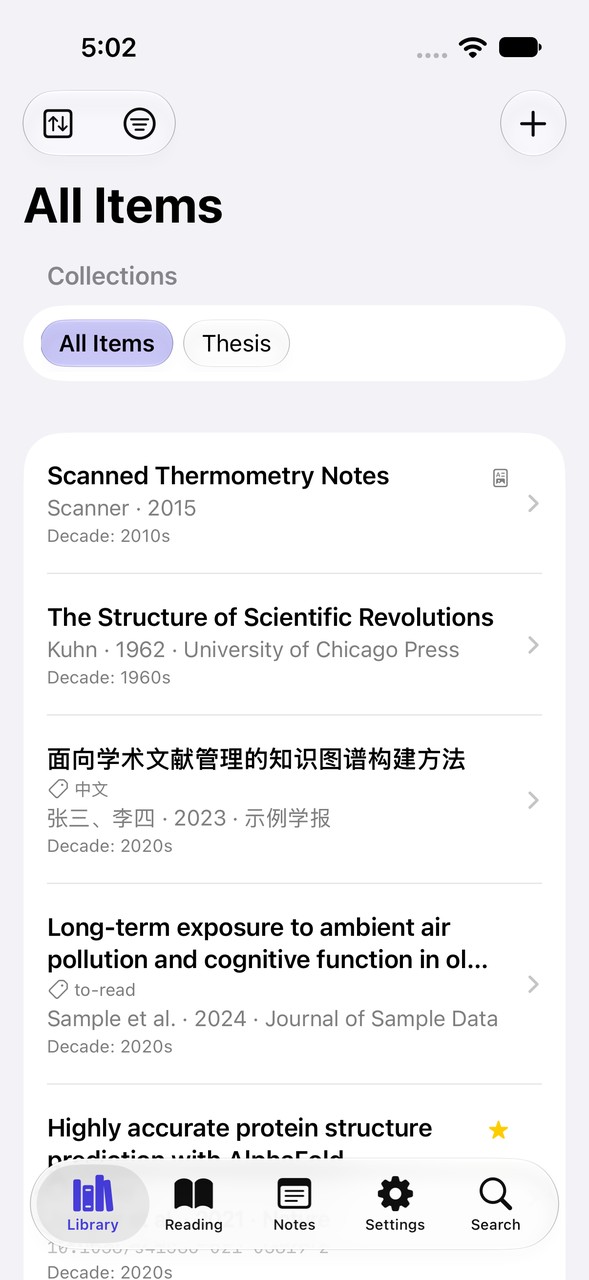 5:02
All Items
Collections
All Items
Thesis
Scanned Thermometry Notes
Scanner · 2015
Decade: 2010s
The Structure of Scientific Revolutions
Kuhn · 1962 · University of Chicago Press
Decade: 1960s
面向学术文献管理的知识图谱构建方法
中文
张三、李四 · 2023 · 示例学报
Decade: 2020s
Long-term exposure to ambient air
pollution and cognitive function in ol...
to-read
Sample et al. · 2024 · Journal of Sample Data
Decade: 2020s
Highly accurate protein structure
prediction with AlphaFold
Library
Reading
Notes
Settings
Search
Decade: 2020s